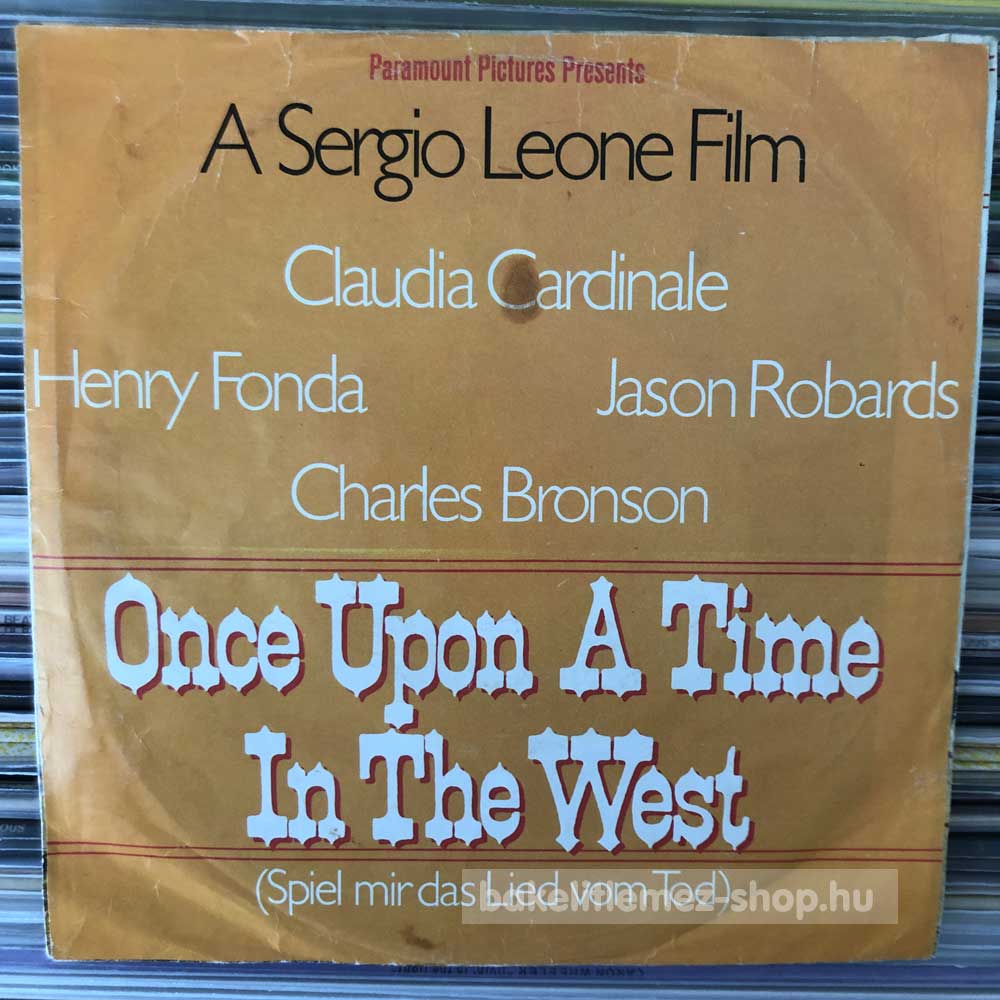 Paramount Pictures Presents
A Sergio Leone Film
Claudia Cardinale
Henry Fonda Jason Robards
Charles Bronson
Once Upon A Time
In The West
(Spiel mir das Lied vom Tod)
bakelitlemez-shop.hu